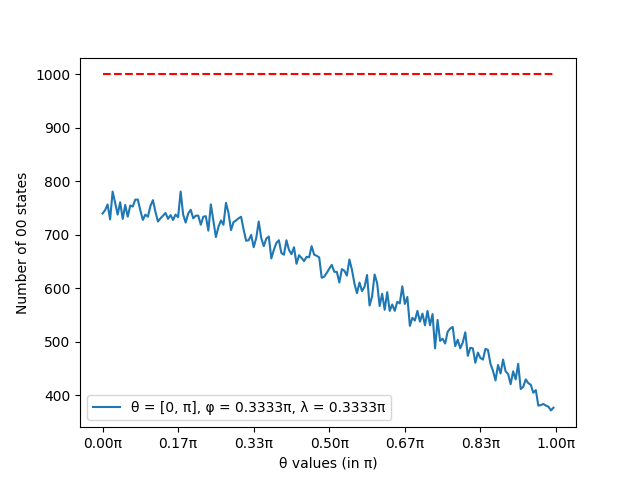 Number of 00 states
1000
900
800
700
600
500
400
θ = [0, π], φ = 0.3333π, λ = 0.3333π
0.00π 0.17π 0.33π 0.50π 0.67π 0.83π 1.00π
θ values (in π)